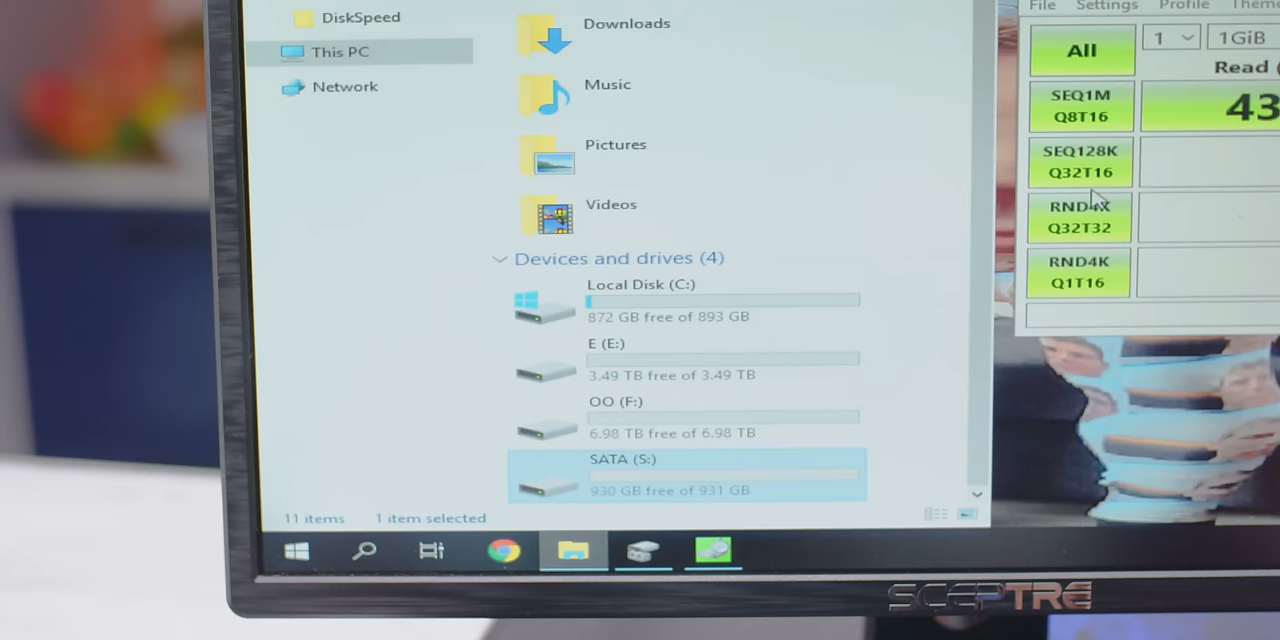 DiskSpeed
This PC
Network
Downloads
Music
Pictures
Videos
Devices and drives (4)
Local Disk (C:)
872 GB free of 893 GB
E (E:)
3.49 TB free of 3.49 TB
OO (F:)
6.98 TB free of 6.98 TB
SATA (S:)
930 GB free of 931 GB
11 items 1 item selected
File Settings Profile Theme
All 1 1GiB
Read (
SEQ1M
Q8T16
43
SEQ128K
Q32T16
RND4K
Q32T32
RND4K
Q1T16
SCEPTRE